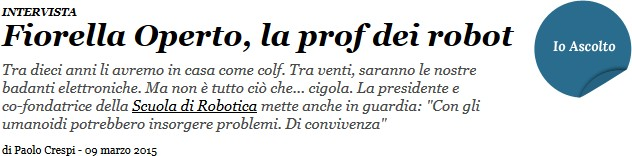 INTERVISTA
Fiorella Operto, la prof dei robot
Io Ascolto
Tra dieci anni li avremo in casa come colf. Tra venti, saranno le nostre
badanti elettroniche. Ma non è tutto ciò che... cigola. La presidente e
co-fondatrice della Scuola di Robotica mette anche in guardia: "Con gli
umanoidi potrebbero insorgere problemi. Di convivenza"
di Paolo Crespi - 09 marzo 2015